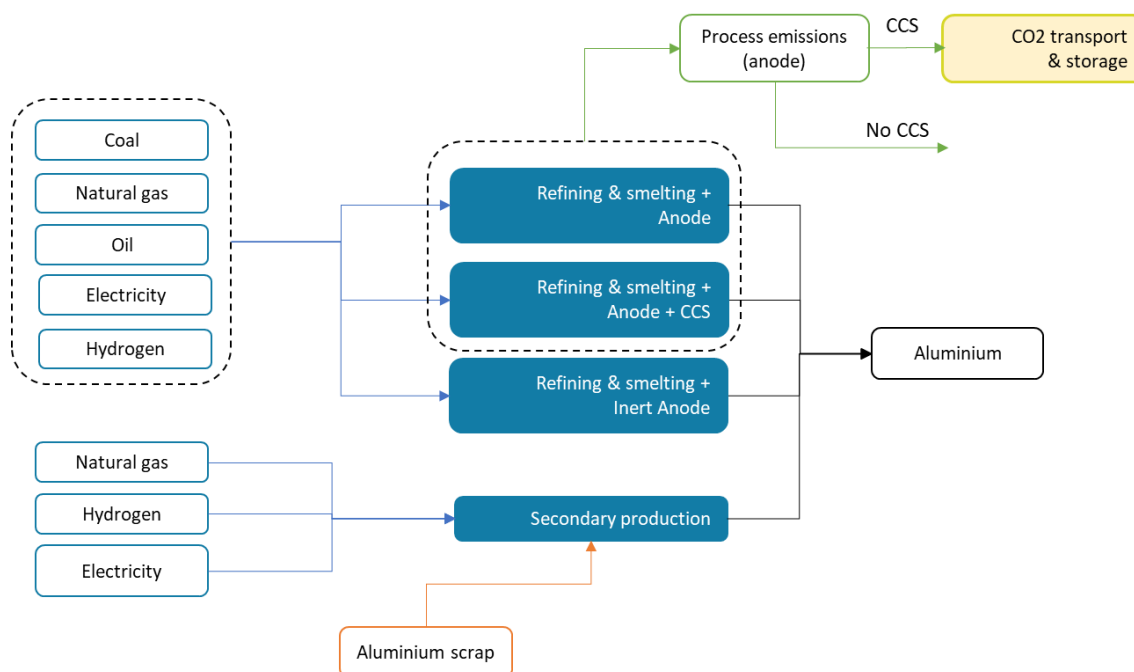 Process emissions
(anode)
CCS
CO2 transport
& storage
No CCS
Coal
Natural gas
Oil
Electricity
Hydrogen
Refining & smelting +
Anode
Refining & smelting +
Anode + CCS
Refining & smelting +
Inert Anode
Aluminium
Natural gas
Hydrogen
Electricity
Secondary production
Aluminium scrap